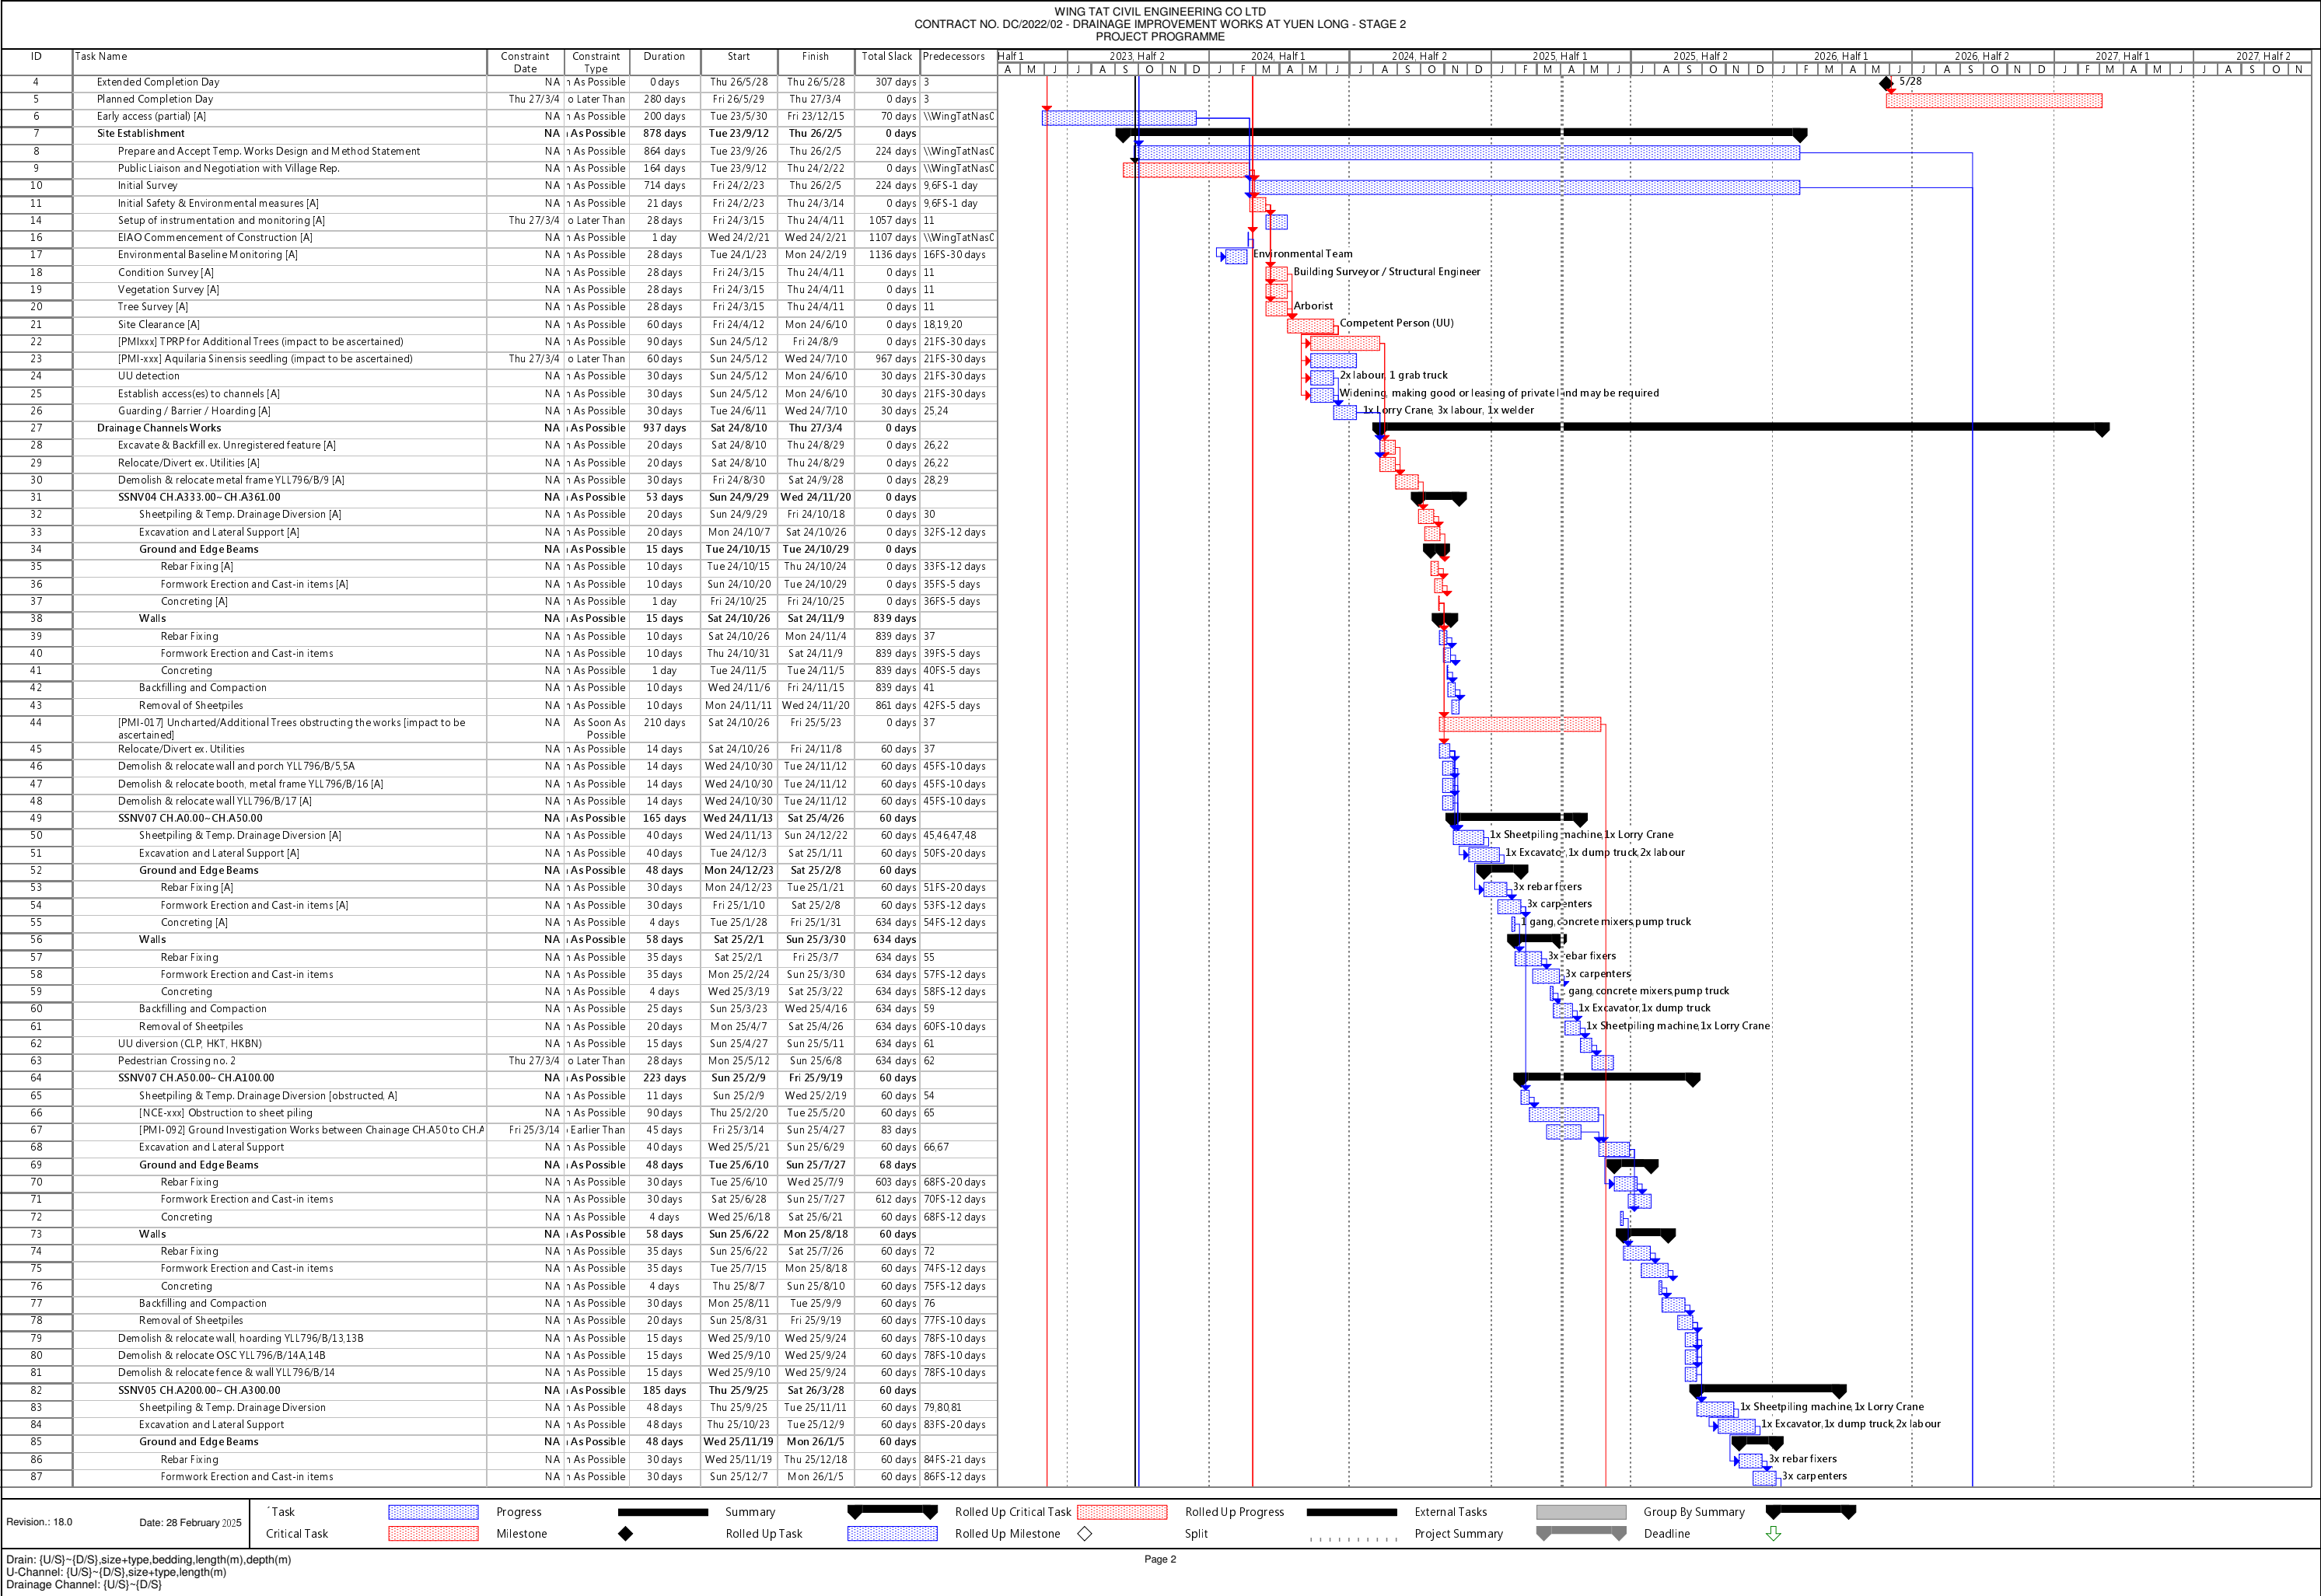 WING TAT CIVIL ENGINEERING CO LTD
CONTRACT NO. DC/2022/02 - DRAINAGE IMPROVEMENT WORKS AT YUEN LONG - STAGE 2
PROJECT PROGRAMME
ID Task Name Constraint Date Constraint Type Duration Start Finish Total Slack Predecessors Half 1 2023, Half 2 2024, Half 1 2024, Half 2 2025, Half 1 2025, Half 2 2026, Half 1 2026, Half 2 2027, Half 1 2027, Half 2
A M J J A S O N D J F M A M J J A S O N D J F M A M J J A S O N D J F M A M J J A S O N D J F M A M J J A S O N
4 Extended Completion Day NA As Possible 0 days Thu 26/5/28 Thu 26/5/28 307 days 3 5/28
5 Planned Completion Day Thu 27/3/4 o Later Than 280 days Fri 26/5/29 Thu 27/3/4 0 days 3
6 Early access (partial) [A] NA As Possible 200 days Tue 23/5/30 Fri 23/12/15 70 days \\WingTatNas
7 Site Establishment NA As Possible 878 days Tue 23/9/12 Thu 26/2/5 0 days
8 Prepare and Accept Temp. Works Design and Method Statement NA As Possible 864 days Tue 23/9/26 Thu 26/2/5 224 days \\WingTatNas
9 Public Liaison and Negotiation with Village Rep. NA As Possible 164 days Tue 23/9/12 Thu 24/2/22 0 days \\WingTatNas
10 Initial Survey NA As Possible 714 days Fri 24/2/23 Thu 26/2/5 224 days 9,6FS-1 day
11 Initial Safety & Environmental measures [A] NA As Possible 21 days Fri 24/2/23 Thu 24/3/14 0 days 9,6FS-1 day
14 Setup of instrumentation and monitoring [A] Thu 27/3/4 o Later Than 28 days Fri 24/3/15 Thu 24/4/11 1057 days 11
16 EIAO Commencement of Construction [A] NA As Possible 1 day Wed 24/2/21 Wed 24/2/21 1107 days \\WingTatNas
17 Environmental Baseline Monitoring [A] NA As Possible 28 days Tue 24/1/23 Mon 24/2/19 1136 days 16FS-30 days Environmental Team
18 Condition Survey [A] NA As Possible 28 days Fri 24/3/15 Thu 24/4/11 0 days 11 Building Surveyor / Structural Engineer
19 Vegetation Survey [A] NA As Possible 28 days Fri 24/3/15 Thu 24/4/11 0 days 11
20 Tree Survey [A] NA As Possible 28 days Fri 24/3/15 Thu 24/4/11 0 days 11 Arborist
21 Site Clearance [A] NA As Possible 60 days Fri 24/4/12 Mon 24/6/10 0 days 18,19,20 Competent Person (UU)
22 [PMIxxx] TPRP for Additional Trees (impact to be ascertained) NA As Possible 90 days Sun 24/5/12 Fri 24/8/9 0 days 21FS-30 days
23 [PMI-xxx] Aquilaria Sinensis seedling (impact to be ascertained) Thu 27/3/4 o Later Than 60 days Sun 24/5/12 Wed 24/7/10 967 days 21FS-30 days
24 UU detection NA As Possible 30 days Sun 24/5/12 Mon 24/6/10 30 days 21FS-30 days 2x labour, 1 grab truck
25 Establish access(es) to channels [A] NA As Possible 30 days Sun 24/5/12 Mon 24/6/10 30 days 21FS-30 days Widening, making good or leasing of private land may be required
26 Guarding / Barrier / Hoarding [A] NA As Possible 30 days Tue 24/6/11 Wed 24/7/10 30 days 25,24 1x Lorry Crane, 3x labour, 1x welder
27 Drainage Channels Works NA As Possible 937 days Sat 24/8/10 Thu 27/3/4 0 days
28 Excavate & Backfill ex. Unregistered feature [A] NA As Possible 20 days Sat 24/8/10 Thu 24/8/29 0 days 26,22
29 Relocate/Divert ex. Utilities [A] NA As Possible 20 days Sat 24/8/10 Thu 24/8/29 0 days 26,22
30 Demolish & relocate metal frame YLL796/B/9 [A] NA As Possible 30 days Fri 24/8/30 Sat 24/9/28 0 days 28,29
31 SSNV04 CH.A333.00~CH.A361.00 NA As Possible 53 days Sun 24/9/29 Wed 24/11/20 0 days
32 Sheetpiling & Temp. Drainage Diversion [A] NA As Possible 20 days Sun 24/9/29 Fri 24/10/18 0 days 30
33 Excavation and Lateral Support [A] NA As Possible 20 days Mon 24/10/7 Sat 24/10/26 0 days 32FS-12 days
34 Ground and Edge Beams NA As Possible 15 days Tue 24/10/15 Tue 24/10/29 0 days
35 Rebar Fixing [A] NA As Possible 10 days Tue 24/10/15 Thu 24/10/24 0 days 33FS-12 days
36 Formwork Erection and Cast-in items [A] NA As Possible 10 days Sun 24/10/20 Tue 24/10/29 0 days 35FS-5 days
37 Concreting [A] NA As Possible 1 day Fri 24/10/25 Fri 24/10/25 0 days 36FS-5 days
38 Walls NA As Possible 15 days Sat 24/10/26 Sat 24/11/9 839 days
39 Rebar Fixing NA As Possible 10 days Sat 24/10/26 Mon 24/11/4 839 days 37
40 Formwork Erection and Cast-in items NA As Possible 10 days Thu 24/10/31 Sat 24/11/9 839 days 39FS-5 days
41 Concreting NA As Possible 1 day Tue 24/11/5 Tue 24/11/5 839 days 40FS-5 days
42 Backfilling and Compaction NA As Possible 10 days Wed 24/11/6 Fri 24/11/15 839 days 41
43 Removal of Sheetpiles NA As Possible 10 days Mon 24/11/11 Wed 24/11/20 861 days 42FS-5 days
44 [PMI-017] Uncharted/Additional Trees obstructing the works [impact to be ascertained] NA As Soon As Possible 210 days Sat 24/10/26 Fri 25/5/23 0 days 37
45 Relocate/Divert ex. Utilities NA As Possible 14 days Sat 24/10/26 Fri 24/11/8 60 days 37
46 Demolish & relocate wall and porch YLL796/B/5,5A NA As Possible 14 days Wed 24/10/30 Tue 24/11/12 60 days 45FS-10 days
47 Demolish & relocate booth, metal frame YLL796/B/16 [A] NA As Possible 14 days Wed 24/10/30 Tue 24/11/12 60 days 45FS-10 days
48 Demolish & relocate wall YLL796/B/17 [A] NA As Possible 14 days Wed 24/10/30 Tue 24/11/12 60 days 45FS-10 days
49 SSNV07 CH.A0.00~CH.A50.00 NA As Possible 165 days Wed 24/11/13 Sat 25/4/26 60 days
50 Sheetpiling & Temp. Drainage Diversion [A] NA As Possible 40 days Wed 24/11/13 Sun 24/12/22 60 days 45,46,47,48 1x Sheetpiling machine,1x Lorry Crane
51 Excavation and Lateral Support [A] NA As Possible 40 days Tue 24/12/3 Sat 25/1/11 60 days 50FS-20 days 1x Excavator,1x dump truck,2x labour
52 Ground and Edge Beams NA As Possible 48 days Mon 24/12/23 Sat 25/2/8 60 days
53 Rebar Fixing [A] NA As Possible 30 days Mon 24/12/23 Tue 25/1/21 60 days 51FS-20 days 3x rebar fixers
54 Formwork Erection and Cast-in items [A] NA As Possible 30 days Fri 25/1/10 Sat 25/2/8 60 days 53FS-12 days 3x carpenters
55 Concreting [A] NA As Possible 4 days Tue 25/1/28 Fri 25/1/31 634 days 54FS-12 days 1 gang,concrete mixers,pump truck
56 Walls NA As Possible 58 days Sat 25/2/1 Sun 25/3/30 634 days
57 Rebar Fixing NA As Possible 35 days Sat 25/2/1 Fri 25/3/7 634 days 55 3x rebar fixers
58 Formwork Erection and Cast-in items NA As Possible 35 days Mon 25/2/24 Sun 25/3/30 634 days 57FS-12 days 3x carpenters
59 Concreting NA As Possible 4 days Wed 25/3/19 Sat 25/3/22 634 days 58FS-12 days gang,concrete mixers,pump truck
60 Backfilling and Compaction NA As Possible 25 days Sun 25/3/23 Wed 25/4/16 634 days 59 1x Excavator,1x dump truck
61 Removal of Sheetpiles NA As Possible 20 days Mon 25/4/7 Sat 25/4/26 634 days 60FS-10 days 1x Sheetpiling machine,1x Lorry Crane
62 UU diversion (CLP, HKT, HKBN) NA As Possible 15 days Sun 25/4/27 Sun 25/5/11 634 days 61
63 Pedestrian Crossing no. 2 Thu 27/3/4 o Later Than 28 days Mon 25/5/12 Sun 25/6/8 634 days 62
64 SSNV07 CH.A50.00~CH.A100.00 NA As Possible 223 days Sun 25/2/9 Fri 25/9/19 60 days
65 Sheetpiling & Temp. Drainage Diversion [obstructed, A] NA As Possible 11 days Sun 25/2/9 Wed 25/2/19 60 days 54
66 [NCE-xxx] Obstruction to sheet piling NA As Possible 90 days Thu 25/2/20 Tue 25/5/20 60 days 65
67 [PMI-092] Ground Investigation Works between Chainage CH.A50 to CH.A Fri 25/3/14 Earlier Than 45 days Fri 25/3/14 Sun 25/4/27 83 days
68 Excavation and Lateral Support NA As Possible 40 days Wed 25/5/21 Sun 25/6/29 60 days 66,67
69 Ground and Edge Beams NA As Possible 48 days Tue 25/6/10 Sun 25/7/27 68 days
70 Rebar Fixing NA As Possible 30 days Tue 25/6/10 Wed 25/7/9 603 days 68FS-20 days
71 Formwork Erection and Cast-in items NA As Possible 30 days Sat 25/6/28 Sun 25/7/27 612 days 70FS-12 days
72 Concreting NA As Possible 4 days Wed 25/6/18 Sat 25/6/21 60 days 68FS-12 days
73 Walls NA As Possible 58 days Sun 25/6/22 Mon 25/8/18 60 days
74 Rebar Fixing NA As Possible 35 days Sun 25/6/22 Sat 25/7/26 60 days 72
75 Formwork Erection and Cast-in items NA As Possible 35 days Tue 25/7/15 Mon 25/8/18 60 days 74FS-12 days
76 Concreting NA As Possible 4 days Thu 25/8/7 Sun 25/8/10 60 days 75FS-12 days
77 Backfilling and Compaction NA As Possible 30 days Mon 25/8/11 Tue 25/9/9 60 days 76
78 Removal of Sheetpiles NA As Possible 20 days Sun 25/8/31 Fri 25/9/19 60 days 77FS-10 days
79 Demolish & relocate wall, hoarding YLL796/B/13,13B NA As Possible 15 days Wed 25/9/10 Wed 25/9/24 60 days 78FS-10 days
80 Demolish & relocate OSC YLL796/B/14A,14B NA As Possible 15 days Wed 25/9/10 Wed 25/9/24 60 days 78FS-10 days
81 Demolish & relocate fence & wall YLL796/B/14 NA As Possible 15 days Wed 25/9/10 Wed 25/9/24 60 days 78FS-10 days
82 SSNV05 CH.A200.00~CH.A300.00 NA As Possible 185 days Thu 25/9/25 Sat 26/3/28 60 days
83 Sheetpiling & Temp. Drainage Diversion NA As Possible 48 days Thu 25/9/25 Tue 25/11/11 60 days 79,80,81 1x Sheetpiling machine,1x Lorry Crane
84 Excavation and Lateral Support NA As Possible 48 days Thu 25/10/23 Tue 25/12/9 60 days 83FS-20 days 1x Excavator,1x dump truck,2x labour
85 Ground and Edge Beams NA As Possible 48 days Wed 25/11/19 Mon 26/1/5 60 days
86 Rebar Fixing NA As Possible 30 days Wed 25/11/19 Thu 25/12/18 60 days 84FS-21 days 3x rebar fixers
87 Formwork Erection and Cast-in items NA As Possible 30 days Sun 25/12/7 Mon 26/1/5 60 days 86FS-12 days 3x carpenters
Revision.: 18.0 Date: 28 February 2025
Task Progress Summary Rolled Up Critical Task Rolled Up Progress External Tasks Group By Summary
Critical Task Milestone Rolled Up Task Rolled Up Milestone Split Project Summary Deadline
Drain: {U/S}~{D/S},size+type,bedding,length(m),depth(m)
U-Channel: {U/S}~{D/S},size+type,length(m)
Drainage Channel: {U/S}~{D/S}
Page 2